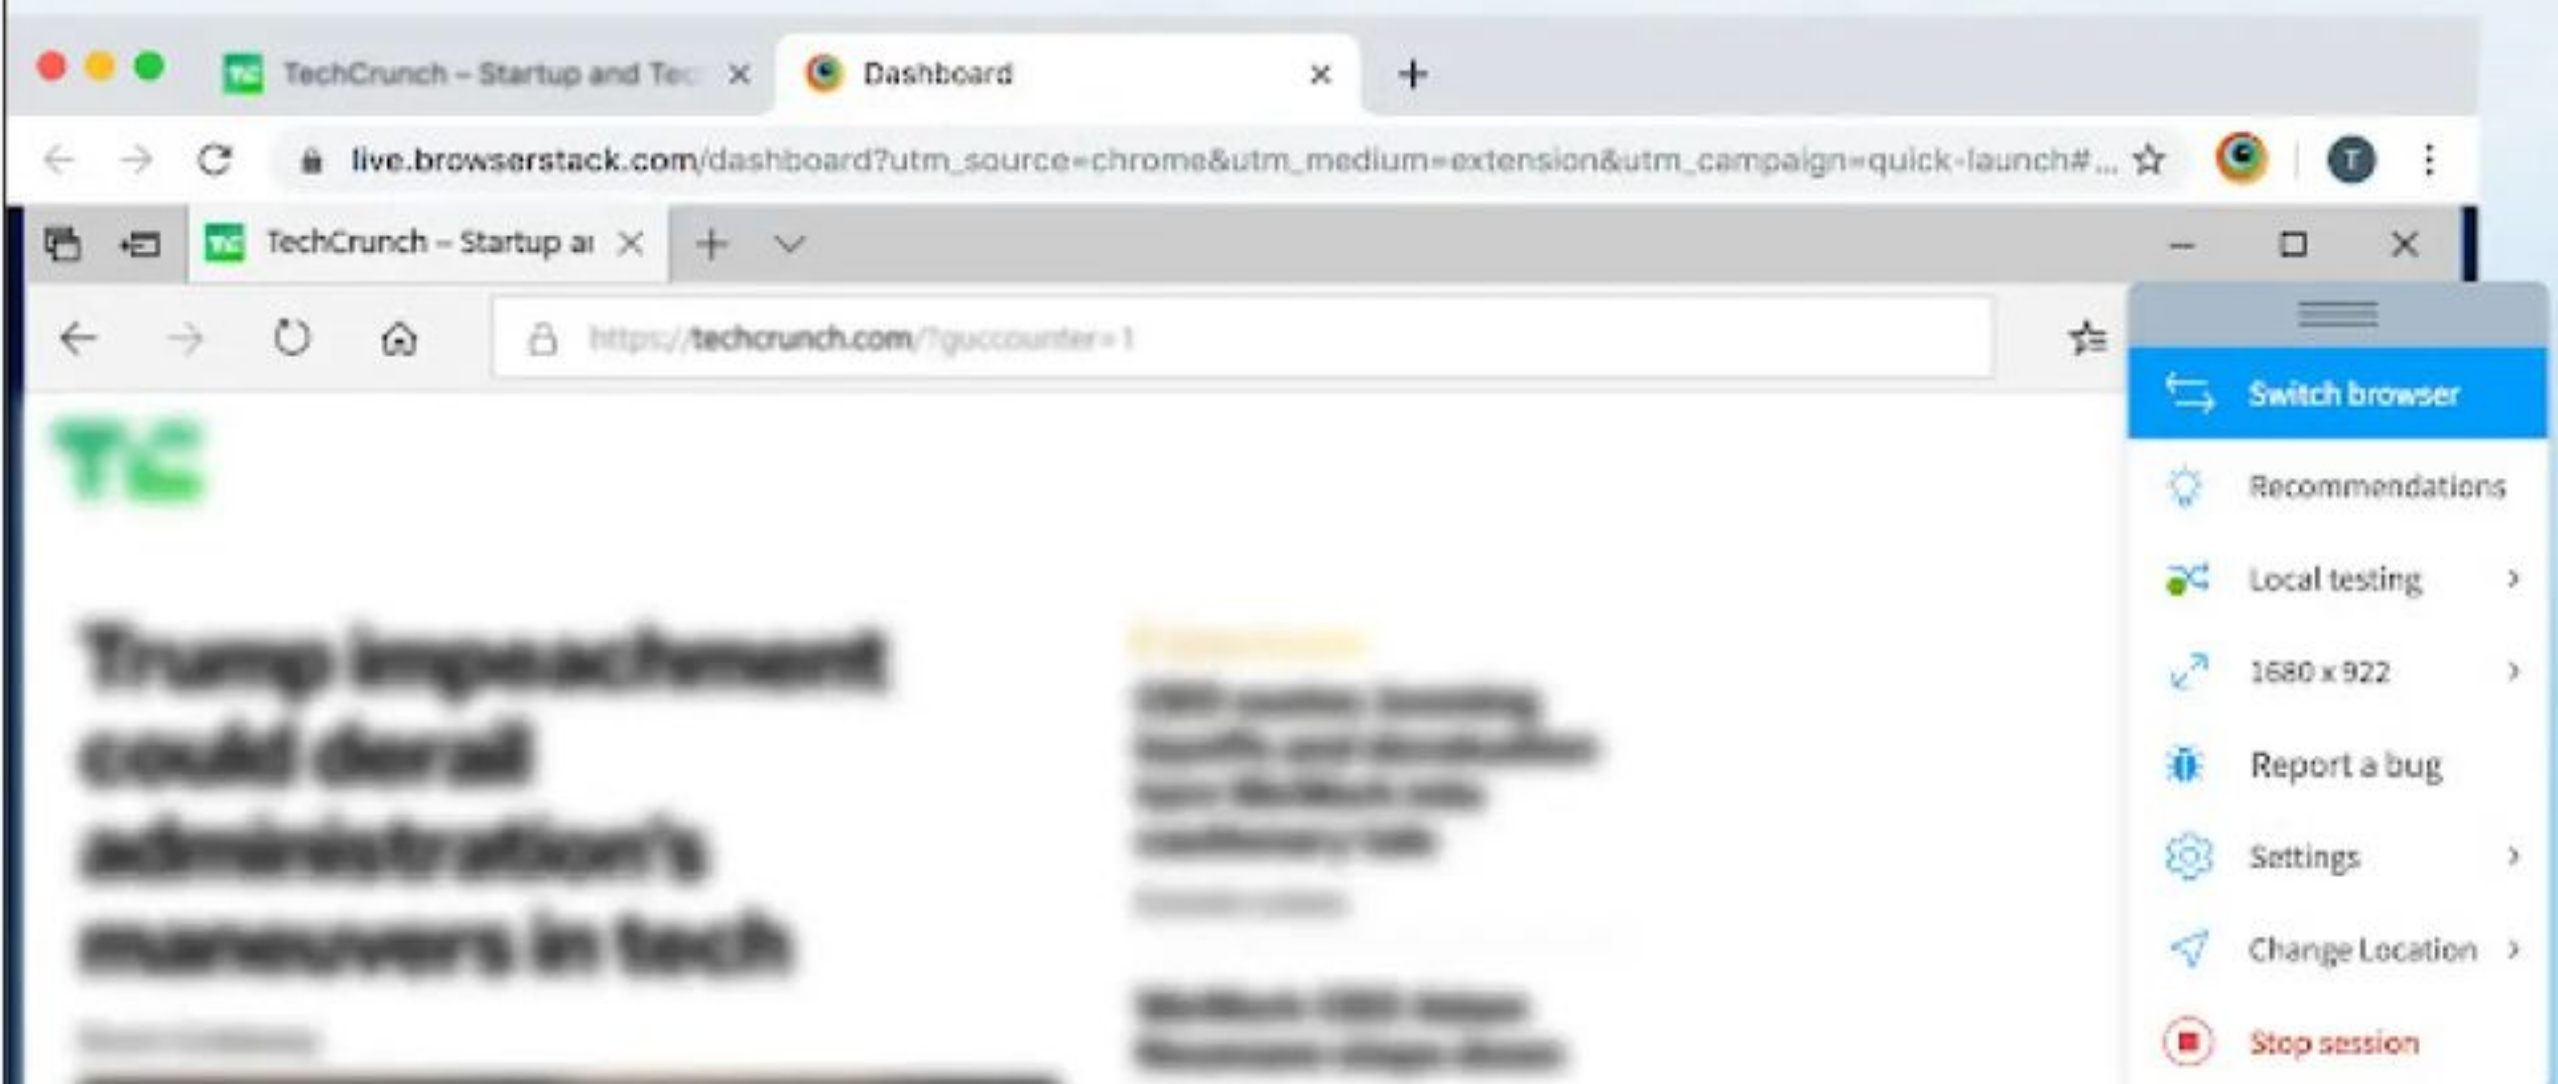 TechCrunch – Startup and Tec
Dashboard
live.browserstack.com/dashboard?utm_source=chrome&utm_medium=extension&utm_campaign=quick-launch#...
T
TechCrunch – Startup ar
https://techcrunch.com/?guccounter=1
TC
Trump impeachment
could derail
administration's
maneuvers in tech
Switch browser
Recommendations
Local testing
1680 x 922
Report a bug
Settings
Change Location
Stop session